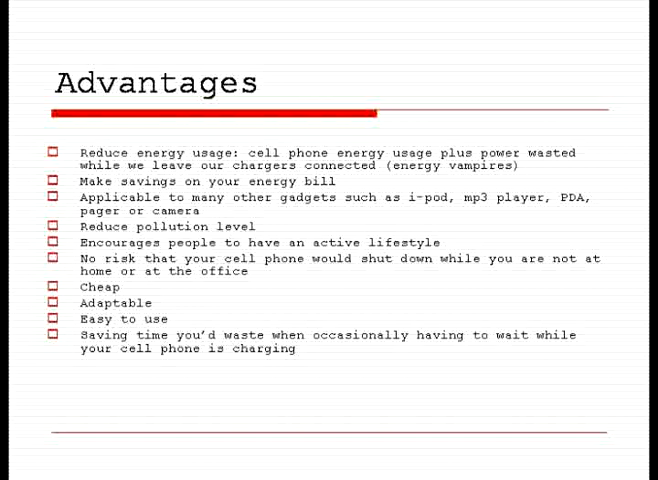 Advantages
Reduce energy usage: cell phone energy usage plus power wasted
while we leave our chargers connected (energy vampires)
Make savings on your energy bill
Applicable to many other gadgets such as i-pod, mp3 player, PDA,
pager or camera
Reduce pollution level
Encourages people to have an active lifestyle
No risk that your cell phone would shut down while you are not at
home or at the office
Cheap
Adaptable
Easy to use
Saving time you'd waste when occasionally having to wait while
your cell phone is charging